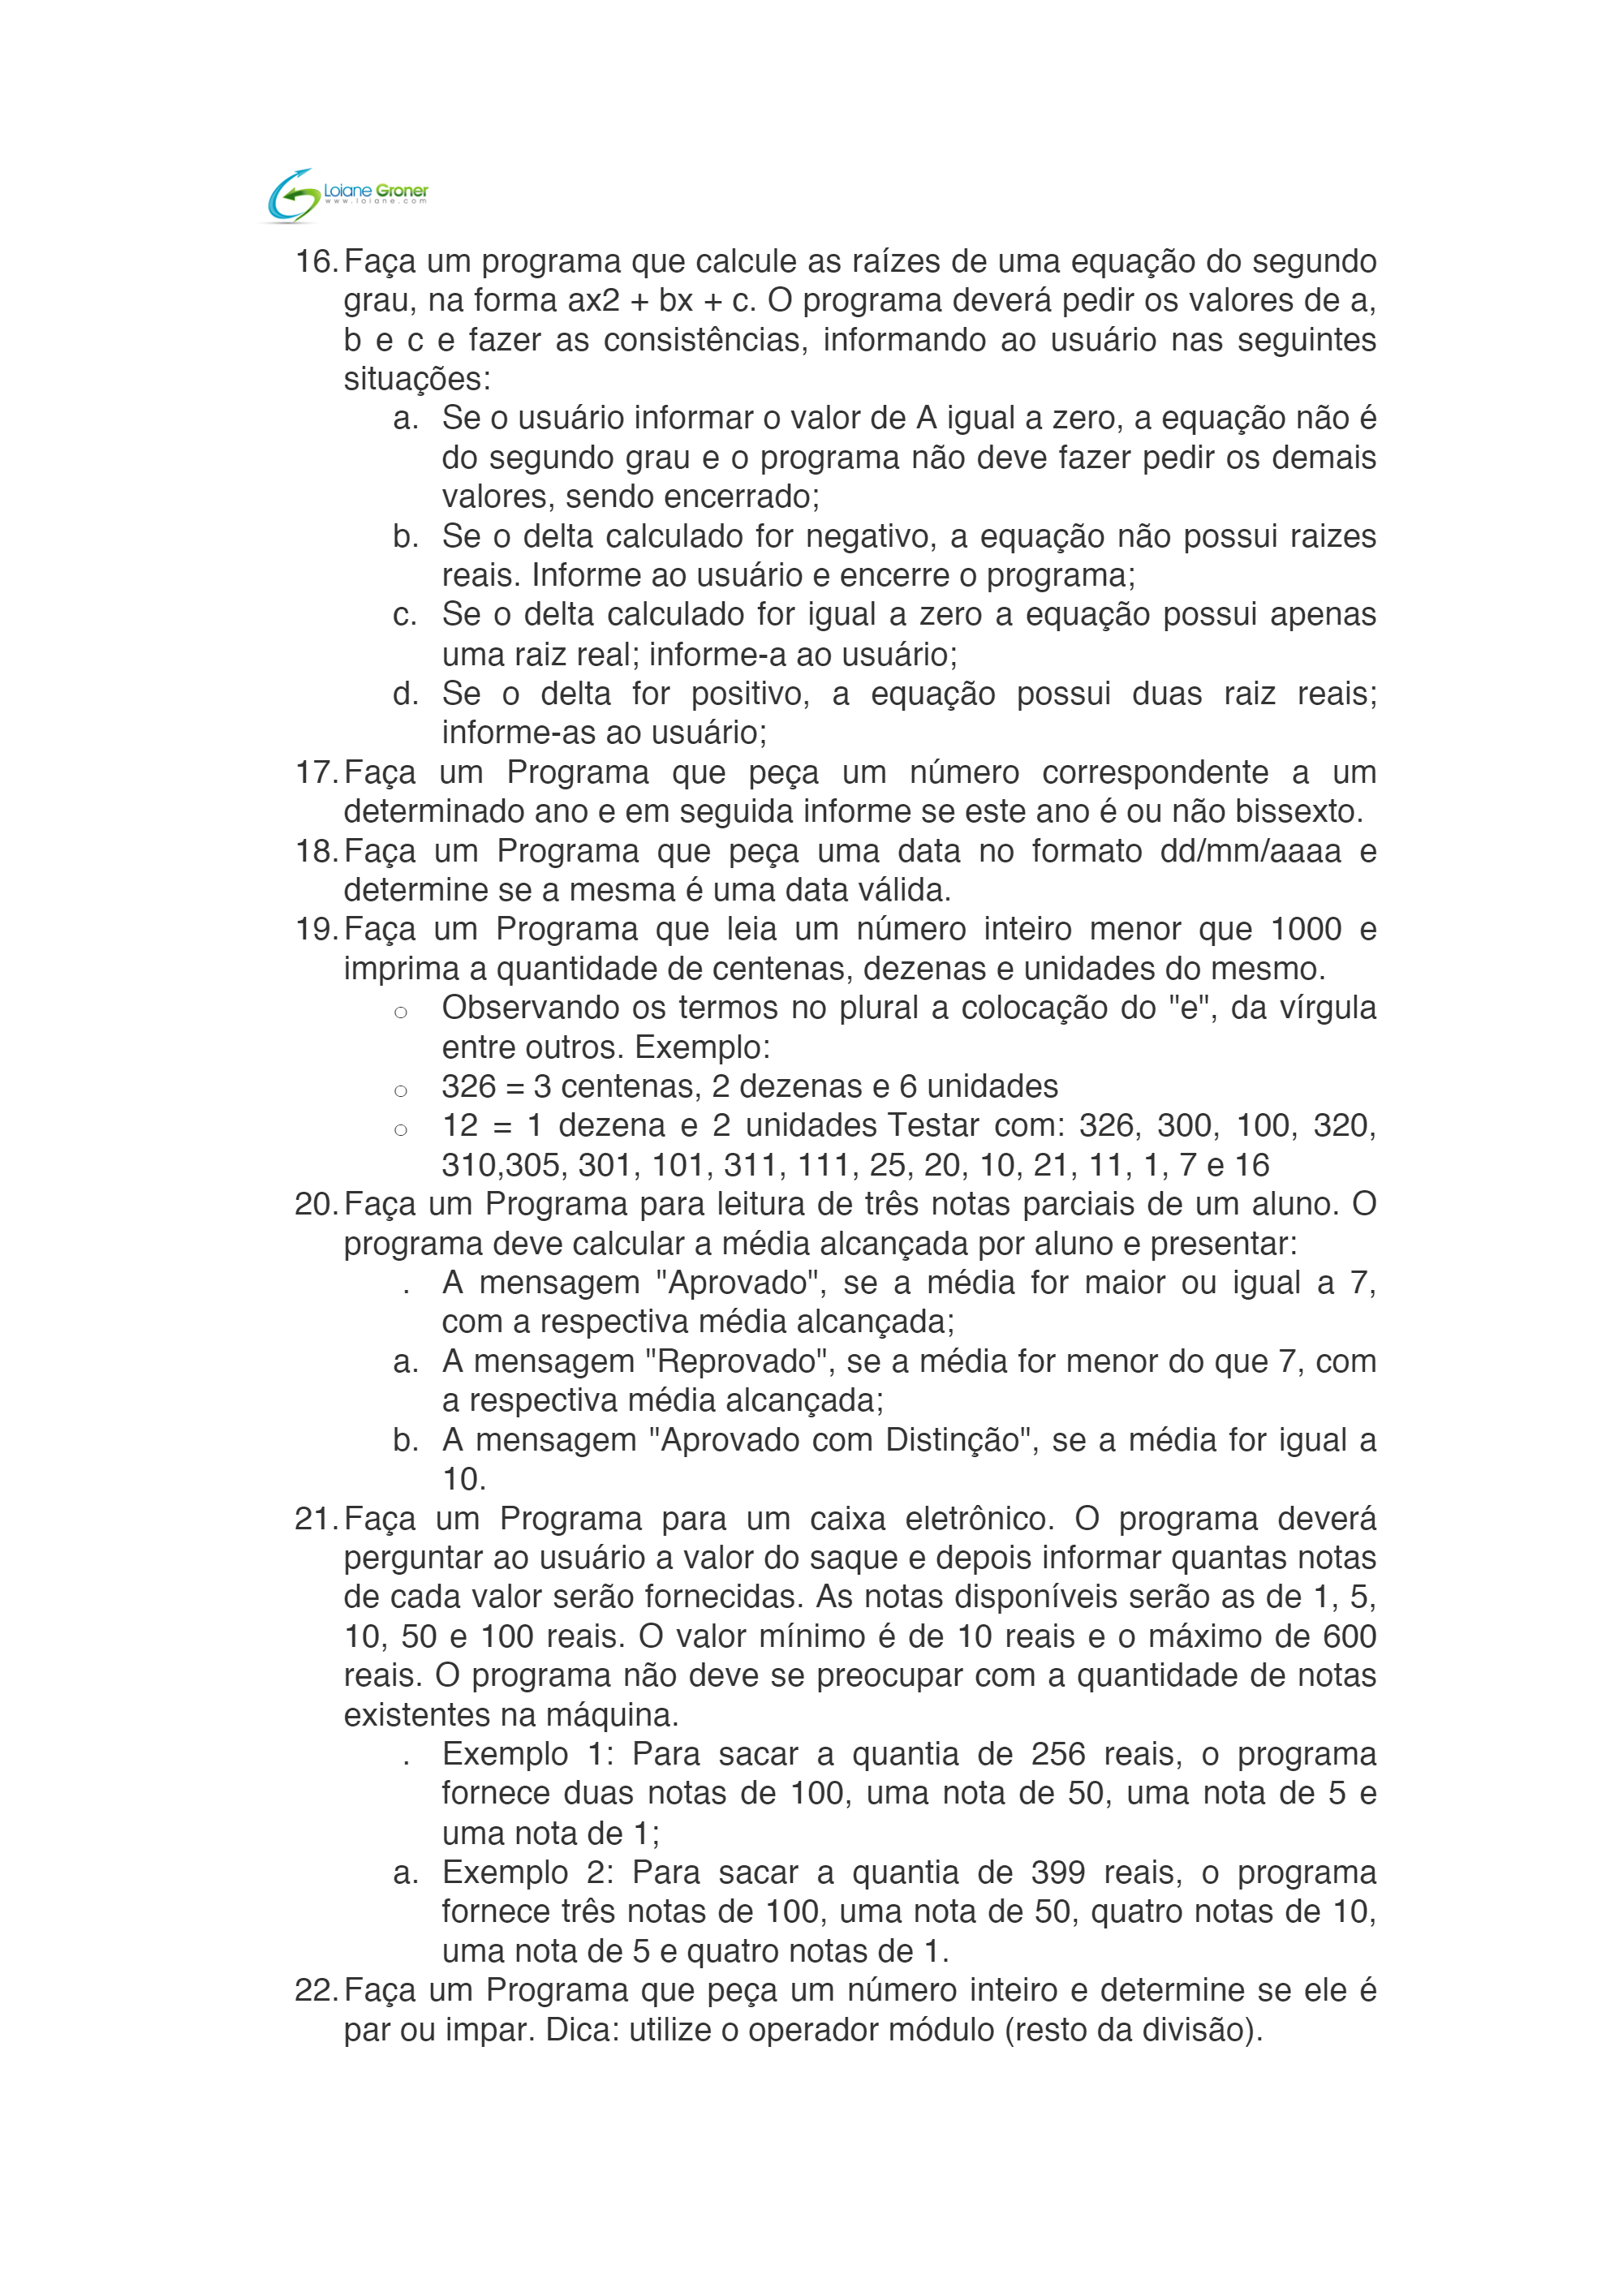 Loiane Groner
www.loiane.com
16. Faça um programa que calcule as raízes de uma equação do segundo
grau, na forma ax2 + bx + c. O programa deverá pedir os valores de a,
b e c e fazer as consistências, informando ao usuário nas seguintes
situações:
a. Se o usuário informar o valor de A igual a zero, a equação não é
do segundo grau e o programa não deve fazer pedir os demais
valores, sendo encerrado;
b. Se o delta calculado for negativo, a equação não possui raizes
reais. Informe ao usuário e encerre o programa;
c. Se o delta calculado for igual a zero a equação possui apenas
uma raiz real; informe-a ao usuário;
d. Se o delta for positivo, a equação possui duas raiz reais;
informe-as ao usuário;
17. Faça um Programa que peça um número correspondente a um
determinado ano e em seguida informe se este ano é ou não bissexto.
18. Faça um Programa que peça uma data no formato dd/mm/aaaa e
determine se a mesma é uma data válida.
19. Faça um Programa que leia um número inteiro menor que 1000 e
imprima a quantidade de centenas, dezenas e unidades do mesmo.
○ Observando os termos no plural a colocação do "e", da vírgula
entre outros. Exemplo:
○ 326 = 3 centenas, 2 dezenas e 6 unidades
○ 12 = 1 dezena e 2 unidades Testar com: 326, 300, 100, 320,
310,305, 301, 101, 311, 111, 25, 20, 10, 21, 11, 1, 7 e 16
20. Faça um Programa para leitura de três notas parciais de um aluno. O
programa deve calcular a média alcançada por aluno e presentar:
. A mensagem "Aprovado", se a média for maior ou igual a 7,
com a respectiva média alcançada;
a. A mensagem "Reprovado", se a média for menor do que 7, com
a respectiva média alcançada;
b. A mensagem "Aprovado com Distinção", se a média for igual a
10.
21. Faça um Programa para um caixa eletrônico. O programa deverá
perguntar ao usuário a valor do saque e depois informar quantas notas
de cada valor serão fornecidas. As notas disponíveis serão as de 1, 5,
10, 50 e 100 reais. O valor mínimo é de 10 reais e o máximo de 600
reais. O programa não deve se preocupar com a quantidade de notas
existentes na máquina.
. Exemplo 1: Para sacar a quantia de 256 reais, o programa
fornece duas notas de 100, uma nota de 50, uma nota de 5 e
uma nota de 1;
a. Exemplo 2: Para sacar a quantia de 399 reais, o programa
fornece três notas de 100, uma nota de 50, quatro notas de 10,
uma nota de 5 e quatro notas de 1.
22. Faça um Programa que peça um número inteiro e determine se ele é
par ou impar. Dica: utilize o operador módulo (resto da divisão).